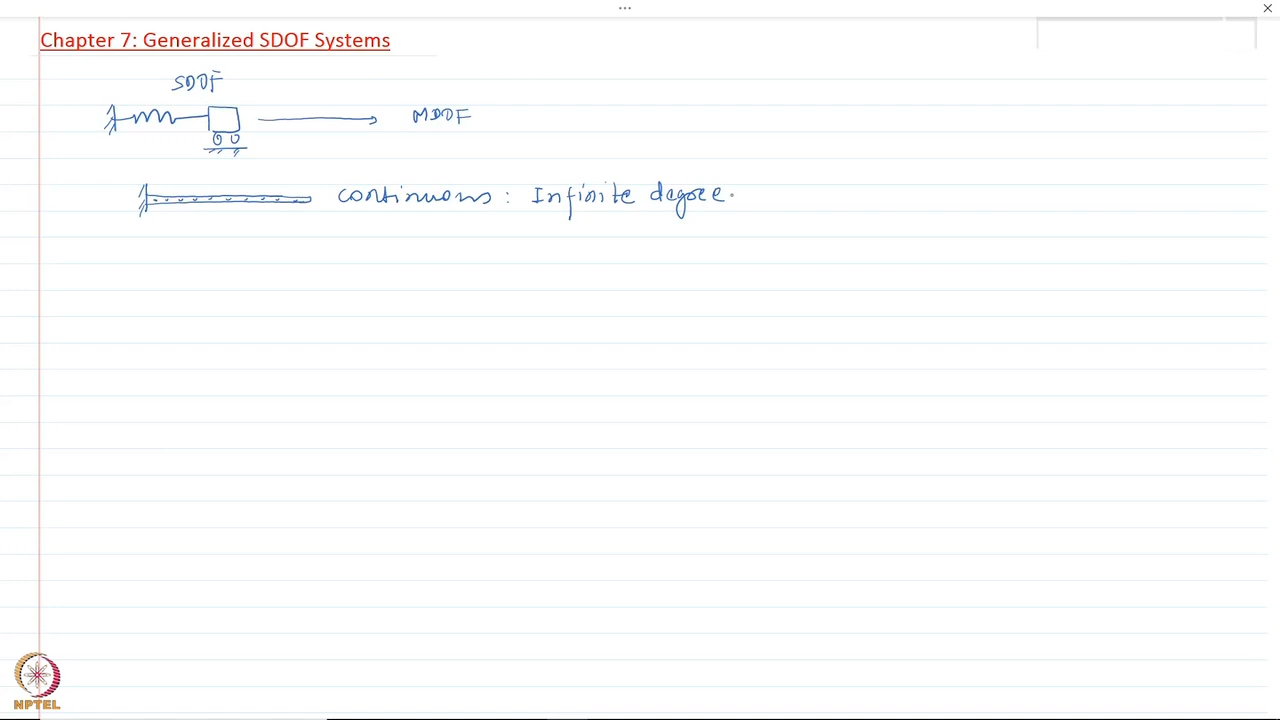 Chapter 7: Generalized SDOF Systems
SDOF
MDOF
continuous : Infinite degree
NPTEL